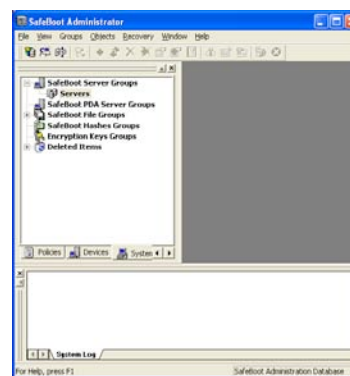 SafeBoot Administrator
File View Groups Objects Recovery Window Help
SafeBoot Server Groups
Servers
SafeBoot PDA Server Groups
SafeBoot File Groups
SafeBoot Hashes Groups
Encryption Keys Groups
Deleted Items
Policies Devices System
System Log
For Help, press F1 SafeBoot Administration Database